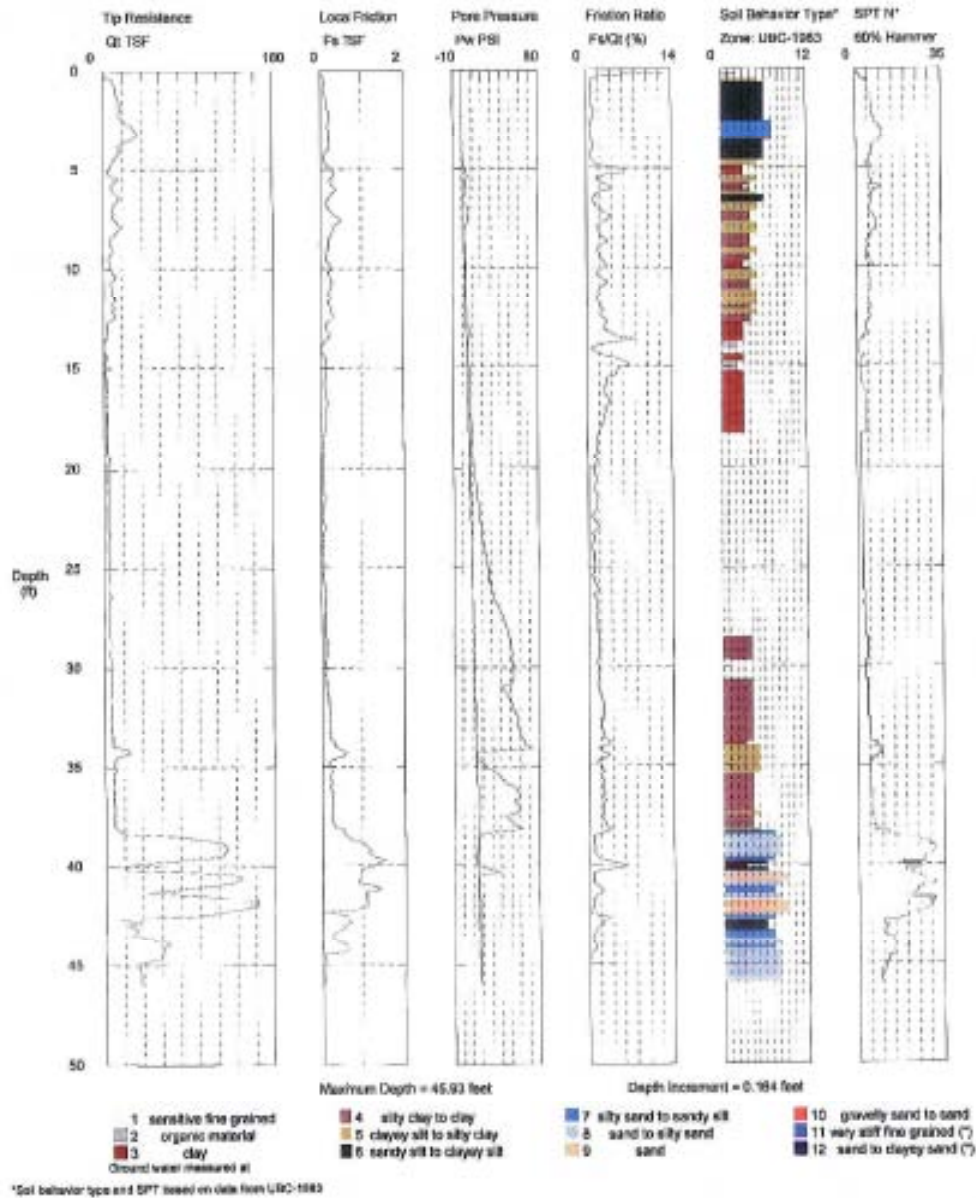 Tip Resistance
Qt TSF
0 100
Local Friction
Fs TSF
0 2
Pore Pressure
Pw PSI
-10 80
Friction Ratio
Fs/Qt (%)
0 14
Soil Behavior Type*
Zone: UBC-1983
0 12
SPT N*
60% Hammer
0 35
0
5
10
15
20
25
30
35
40
45
50
Depth
(ft)
Maximum Depth = 45.93 feet
Depth Increment = 0.164 feet
1 sensitive fine grained
2 organic material
3 clay
4 silty clay to clay
5 clayey silt to silty clay
6 sandy silt to clayey silt
7 silty sand to sandy silt
8 sand to silty sand
9 sand
10 gravelly sand to sand
11 very stiff fine grained (*)
12 sand to clayey sand (*)
Ground water measured at
*Soil behavior type and SPT based on data from UBC-1983